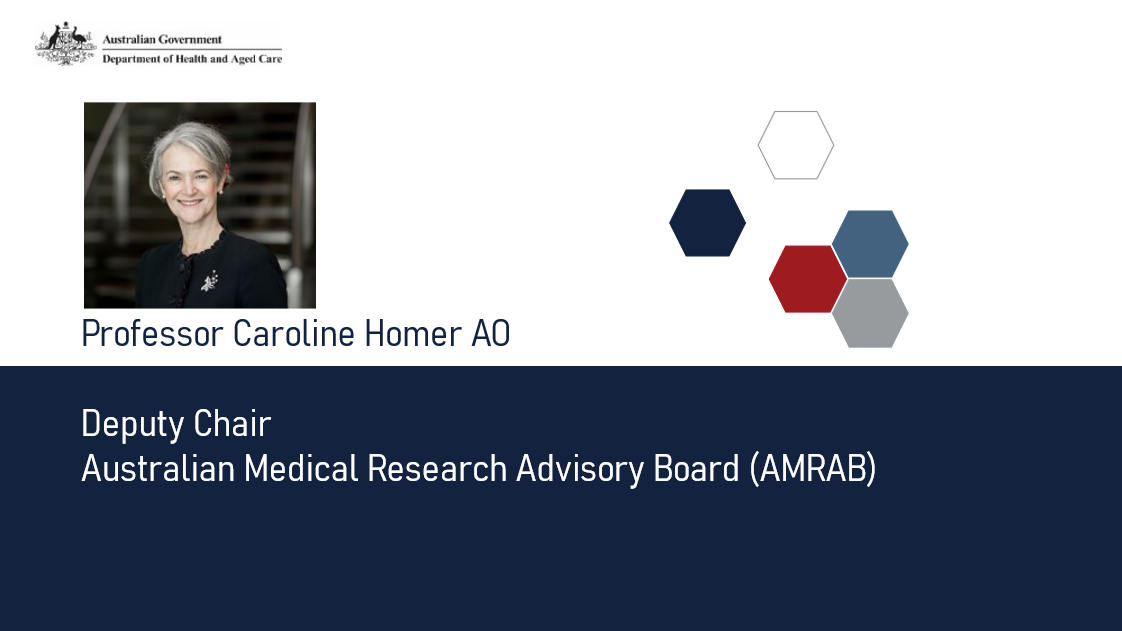 Australian Government
Department of Health and Aged Care
Professor Caroline Homer AO
Deputy Chair
Australian Medical Research Advisory Board (AMRAB)